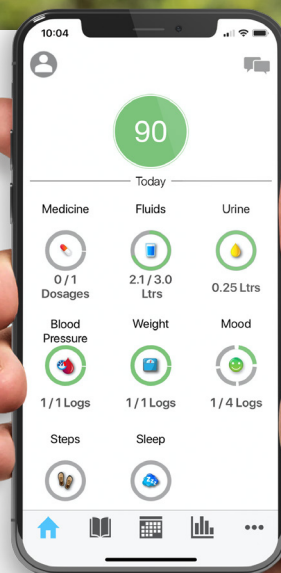 10:04
90
Today
Medicine
Fluids
Urine
0 / 1
Dosages
2.1 / 3.0
Ltrs
0.25 Ltrs
Blood
Pressure
Weight
Mood
1 / 1 Logs
1 / 1 Logs
1 / 4 Logs
Steps
Sleep